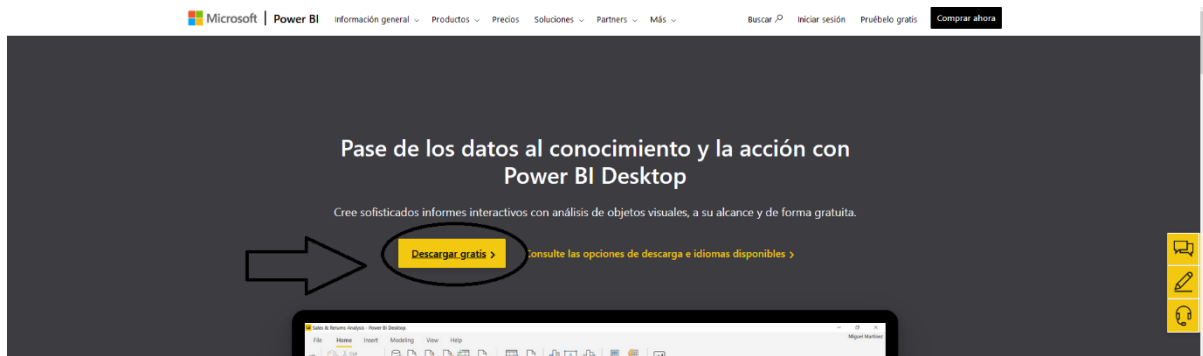 Microsoft Power BI Información general Productos Precios Soluciones Partners Más Buscar Iniciar sesión Pruébelo gratis Comprar ahora
Pase de los datos al conocimiento y la acción con
Power BI Desktop
Cree sofisticados informes interactivos con análisis de objetos visuales, a su alcance y de forma gratuita.
Descargar gratis > Consulte las opciones de descarga e idiomas disponibles >
Sales & Returns Analysis - Power BI Desktop
Miguel Martinez
File Home Insert Modeling View Help
Cut